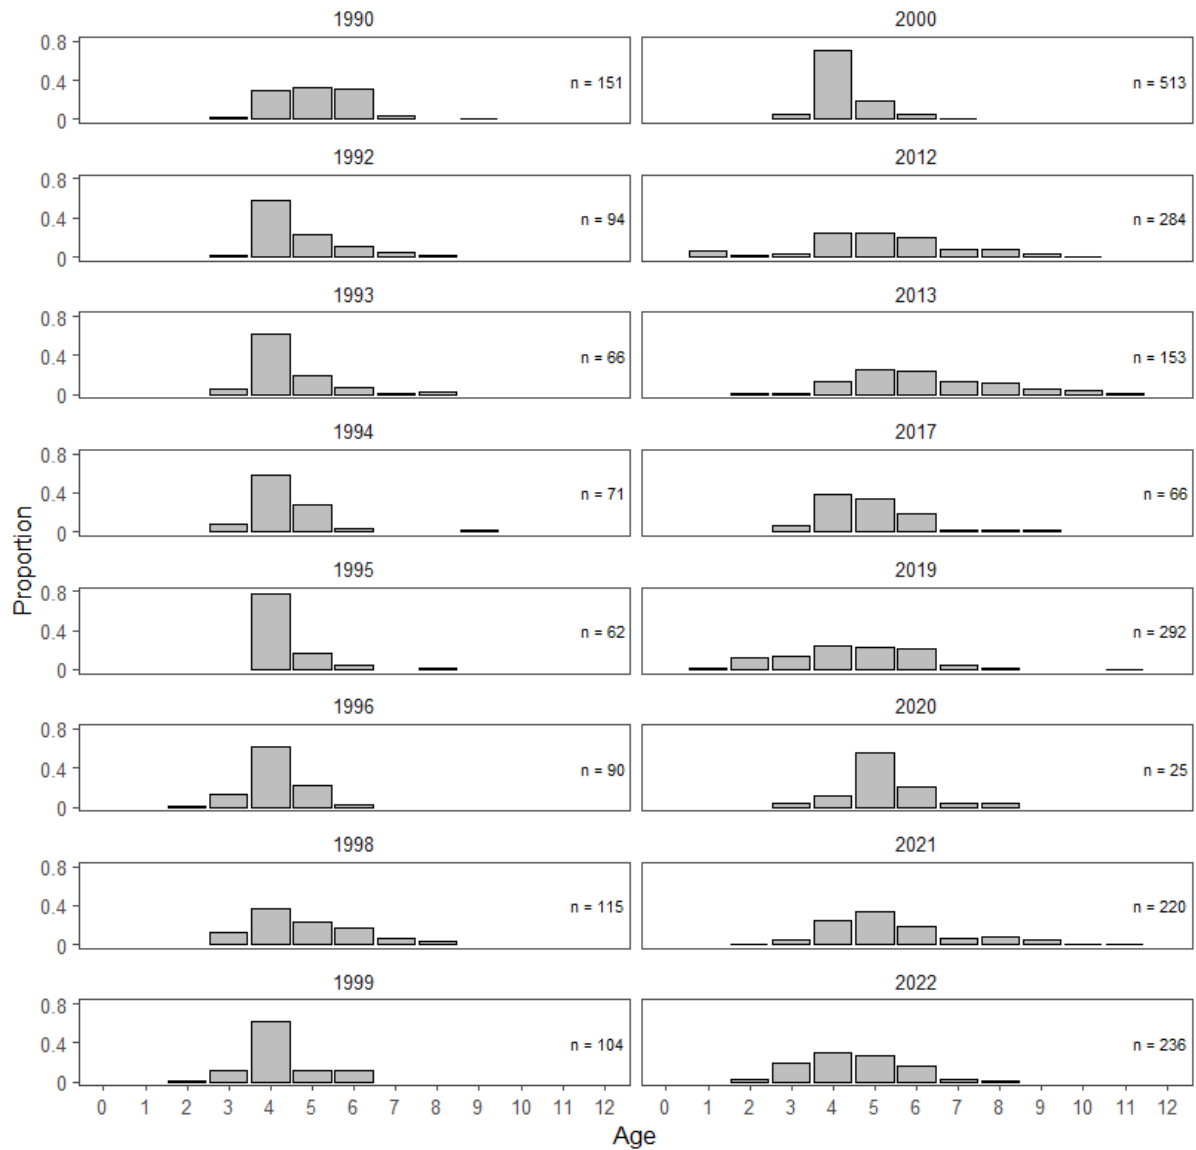 1990
0.8
0.4
0
n = 151
2000
n = 513
1992
0.8
0.4
0
n = 94
2012
n = 284
1993
0.8
0.4
0
n = 66
2013
n = 153
1994
0.8
0.4
0
n = 71
2017
n = 66
1995
0.8
0.4
0
n = 62
2019
n = 292
1996
0.8
0.4
0
n = 90
2020
n = 25
1998
0.8
0.4
0
n = 115
2021
n = 220
1999
0.8
0.4
0
n = 104
2022
n = 236
0 1 2 3 4 5 6 7 8 9 10 11 12
0 1 2 3 4 5 6 7 8 9 10 11 12
Proportion
Age